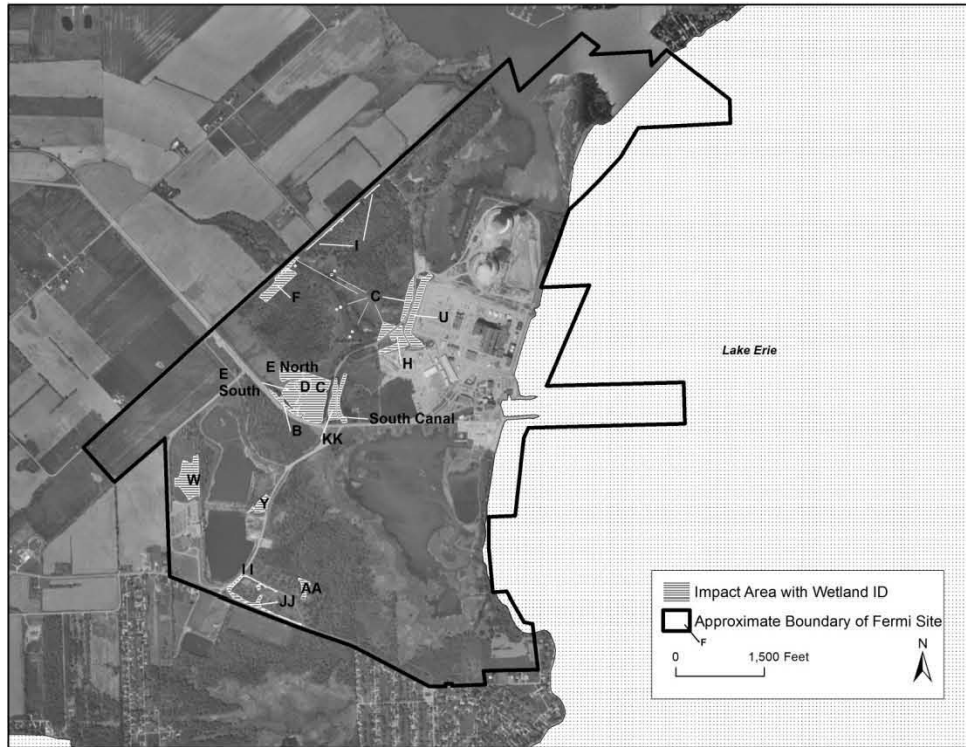 I
F
C
U
H
E North
E
South
D C
South Canal
B
KK
W
Y
I I
AA
JJ
Lake Erie
Impact Area with Wetland ID
Approximate Boundary of Fermi Site
F
N
0 1,500 Feet